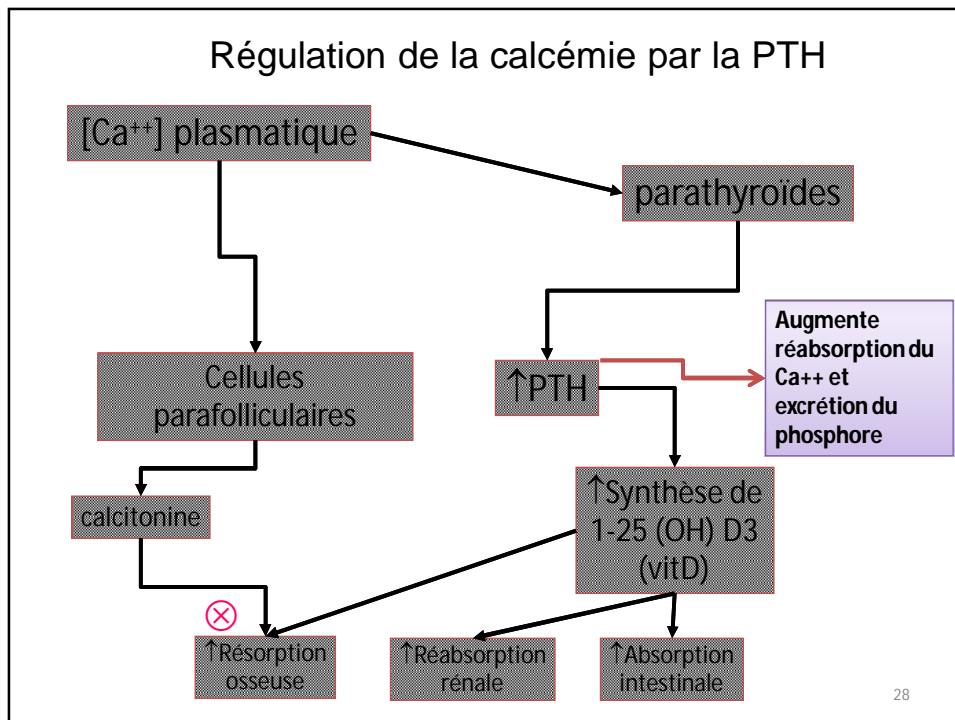 Régulation de la calcémie par la PTH
[Ca++] plasmatique
parathyroïdes
Augmente
réabsorption du
Ca++ et
excrétion du
phosphore
Cellules
parafolliculaires
↑PTH
calcitonine
↑Synthèse de
1-25 (OH) D3
(vitD)
↑Résorption
osseuse
↑Réabsorption
rénale
↑Absorption
intestinale
28